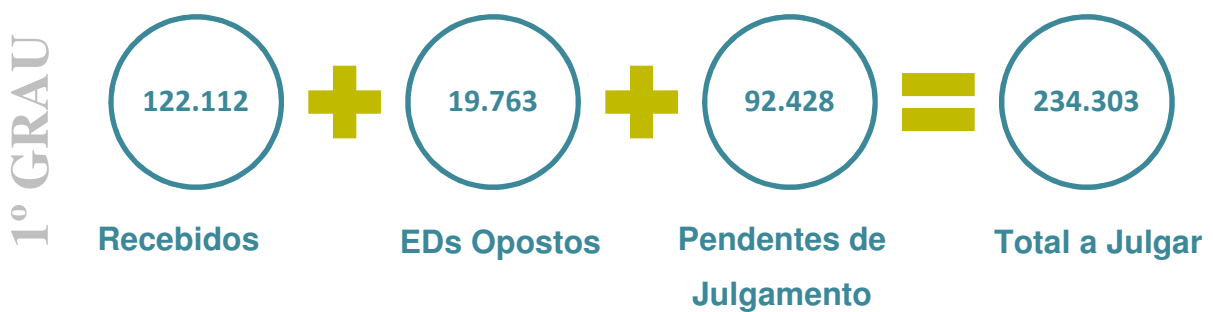 1º GRAU
122.112
19.763
92.428
234.303
Recebidos
EDs Opostos
Pendentes de
Julgamento
Total a Julgar